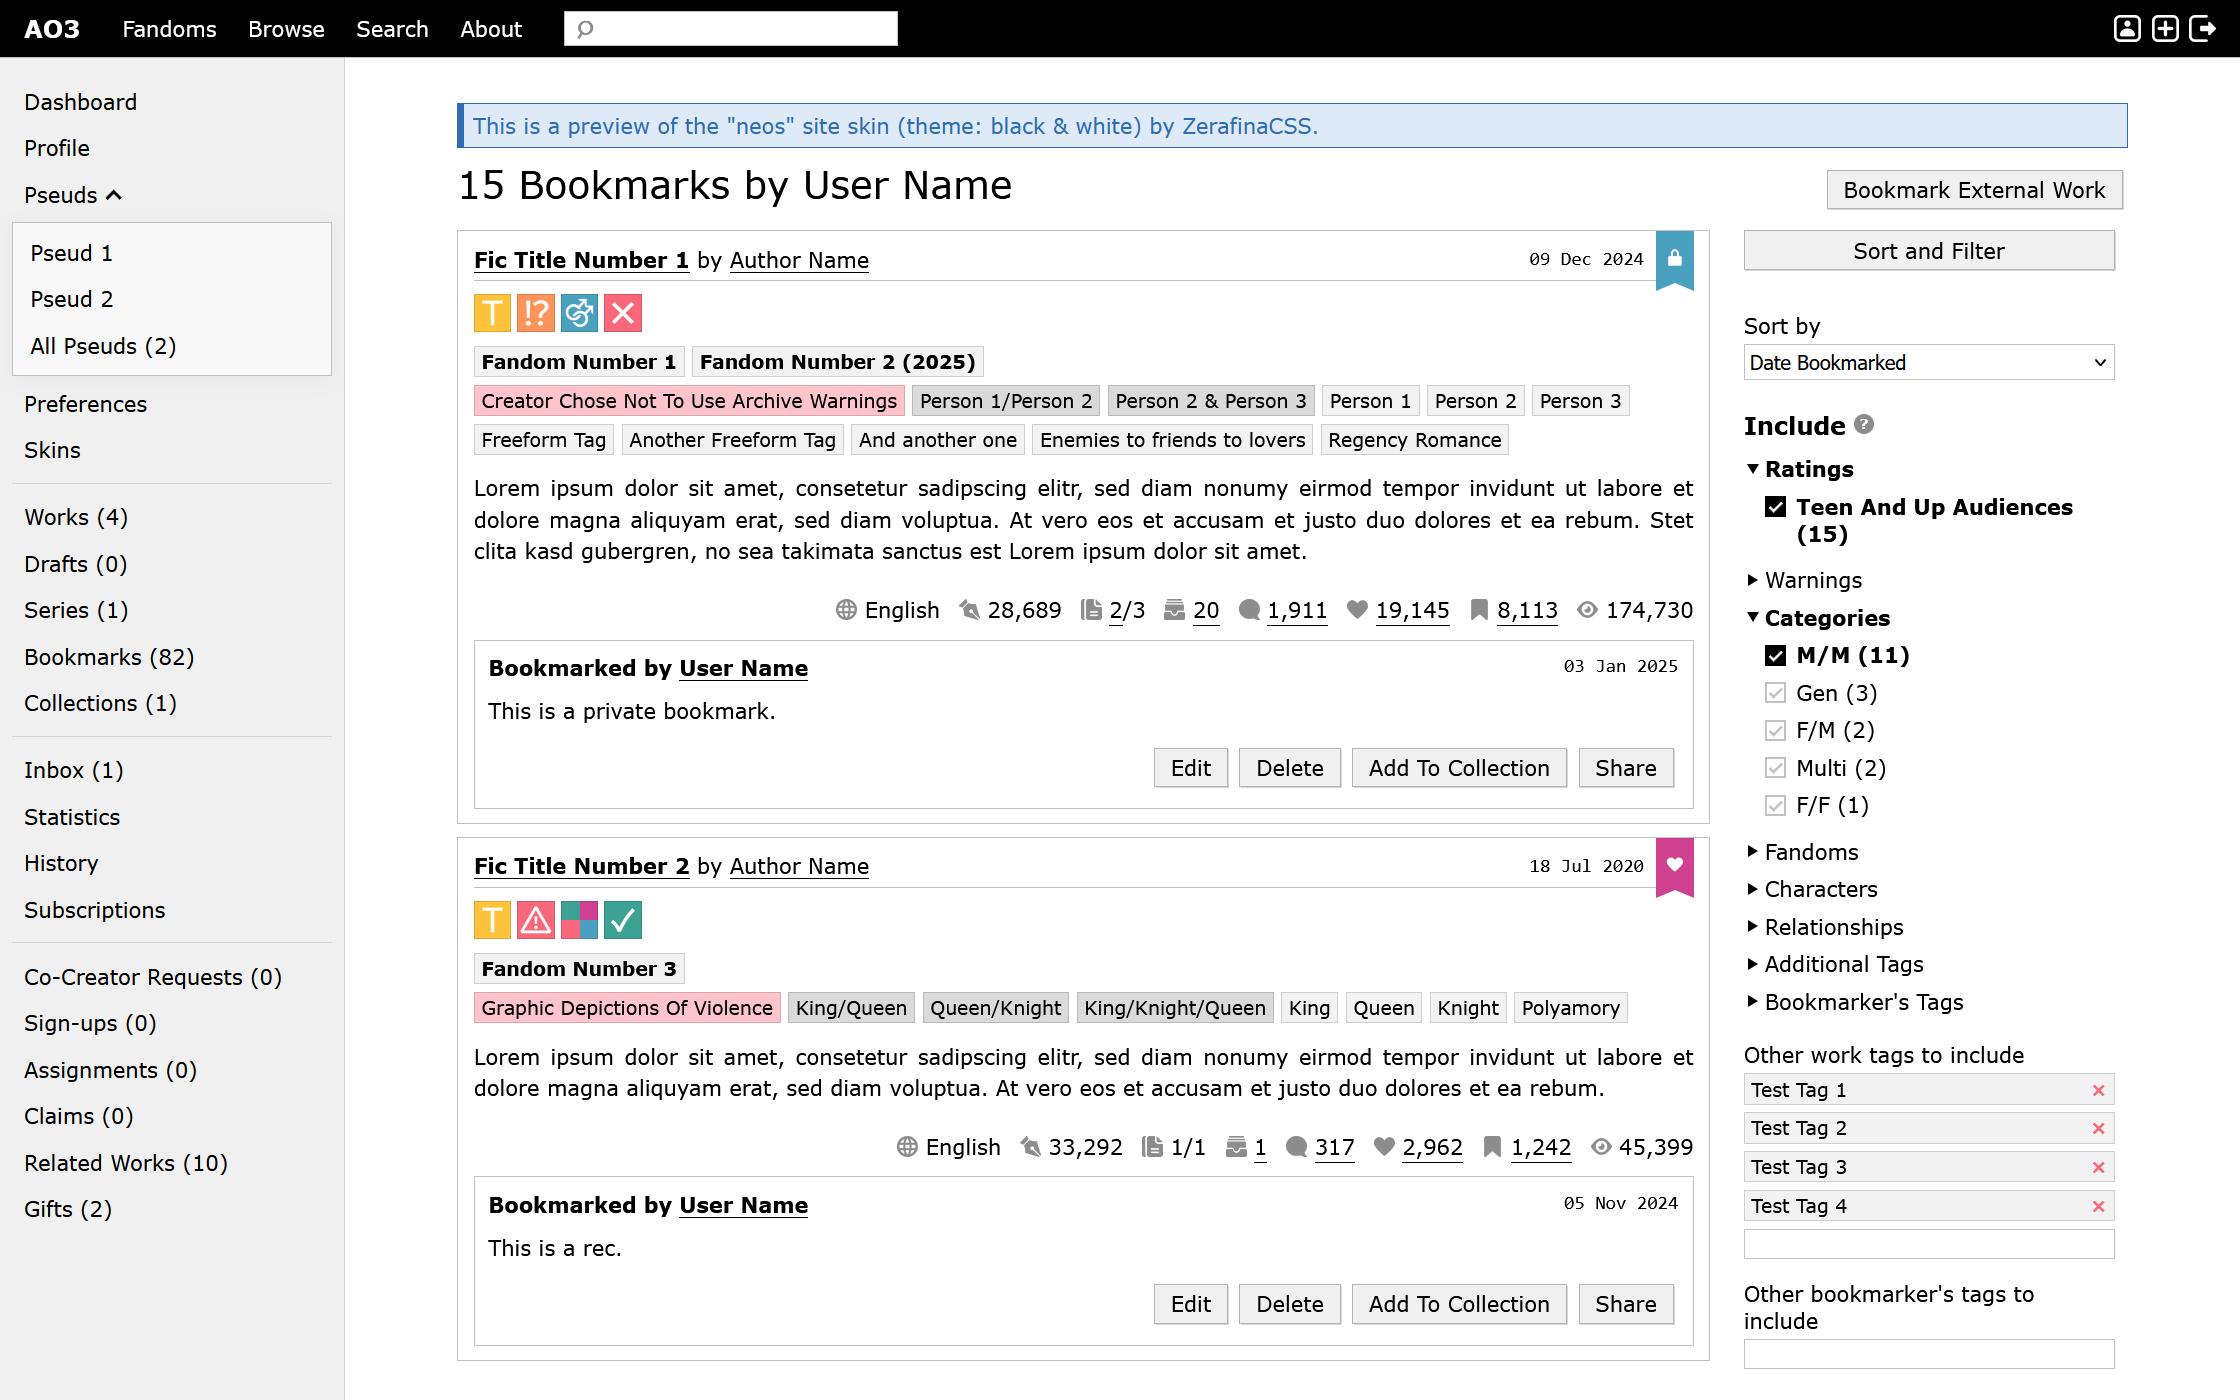 AO3 Fandoms Browse Search About
Dashboard
Profile
Pseuds
Pseud 1
Pseud 2
All Pseuds (2)
Preferences
Skins
Works (4)
Drafts (0)
Series (1)
Bookmarks (82)
Collections (1)
Inbox (1)
Statistics
History
Subscriptions
Co-Creator Requests (0)
Sign-ups (0)
Assignments (0)
Claims (0)
Related Works (10)
Gifts (2)
This is a preview of the "neos" site skin (theme: black & white) by ZerafinaCSS.
15 Bookmarks by User Name
Bookmark External Work
Fic Title Number 1 by Author Name 09 Dec 2024
T !?
Fandom Number 1 Fandom Number 2 (2025)
Creator Chose Not To Use Archive Warnings Person 1/Person 2 Person 2 & Person 3 Person 1 Person 2 Person 3
Freeform Tag Another Freeform Tag And another one Enemies to friends to lovers Regency Romance
Lorem ipsum dolor sit amet, consetetur sadipscing elitr, sed diam nonumy eirmod tempor invidunt ut labore et
dolore magna aliquyam erat, sed diam voluptua. At vero eos et accusam et justo duo dolores et ea rebum. Stet
clita kasd gubergren, no sea takimata sanctus est Lorem ipsum dolor sit amet.
English 28,689 2/3 20 1,911 19,145 8,113 174,730
Bookmarked by User Name 03 Jan 2025
This is a private bookmark.
Edit Delete Add To Collection Share
Fic Title Number 2 by Author Name 18 Jul 2020
T
Fandom Number 3
Graphic Depictions Of Violence King/Queen Queen/Knight King/Knight/Queen King Queen Knight Polyamory
Lorem ipsum dolor sit amet, consetetur sadipscing elitr, sed diam nonumy eirmod tempor invidunt ut labore et
dolore magna aliquyam erat, sed diam voluptua. At vero eos et accusam et justo duo dolores et ea rebum.
English 33,292 1/1 1 317 2,962 1,242 45,399
Bookmarked by User Name 05 Nov 2024
This is a rec.
Edit Delete Add To Collection Share
Sort and Filter
Sort by
Date Bookmarked
Include ?
Ratings
Teen And Up Audiences
(15)
Warnings
Categories
M/M (11)
Gen (3)
F/M (2)
Multi (2)
F/F (1)
Fandoms
Characters
Relationships
Additional Tags
Bookmarker's Tags
Other work tags to include
Test Tag 1
Test Tag 2
Test Tag 3
Test Tag 4
Other bookmarker's tags to
include